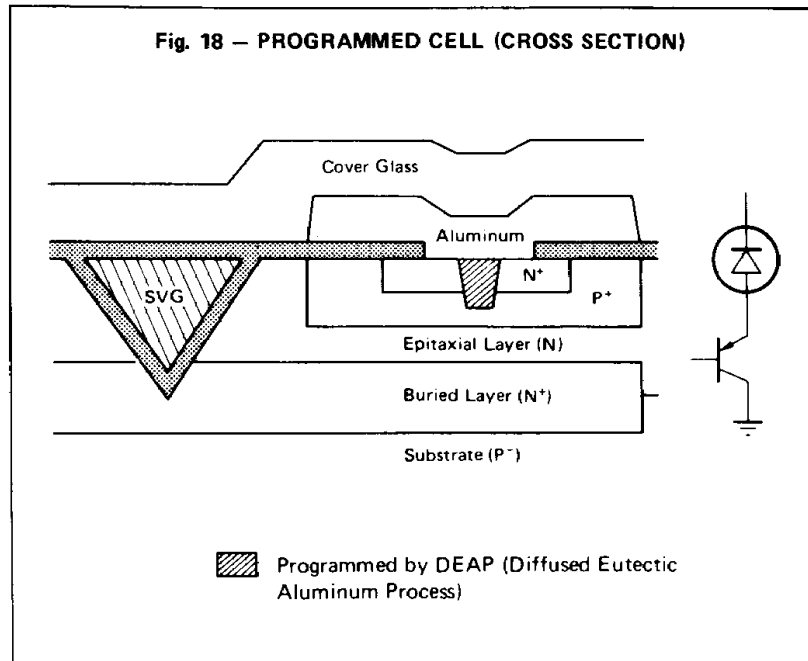 Fig. 18 — PROGRAMMED CELL (CROSS SECTION)
Cover Glass
Aluminum
SVG
N+
P+
Epitaxial Layer (N)
Buried Layer (N+)
Substrate (P-)
Programmed by DEAP (Diffused Eutectic
Aluminum Process)